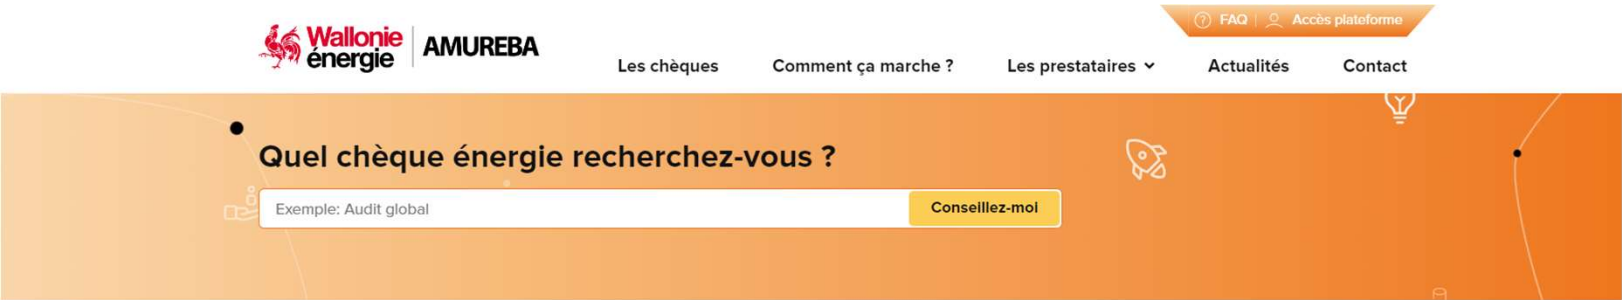 FAQ Accès plateforme
Wallonie
énergie
AMUREBA
Les chèques Comment ça marche ? Les prestataires Actualités Contact
Quel chèque énergie recherchez-vous ?
Exemple: Audit global Conseillez-moi